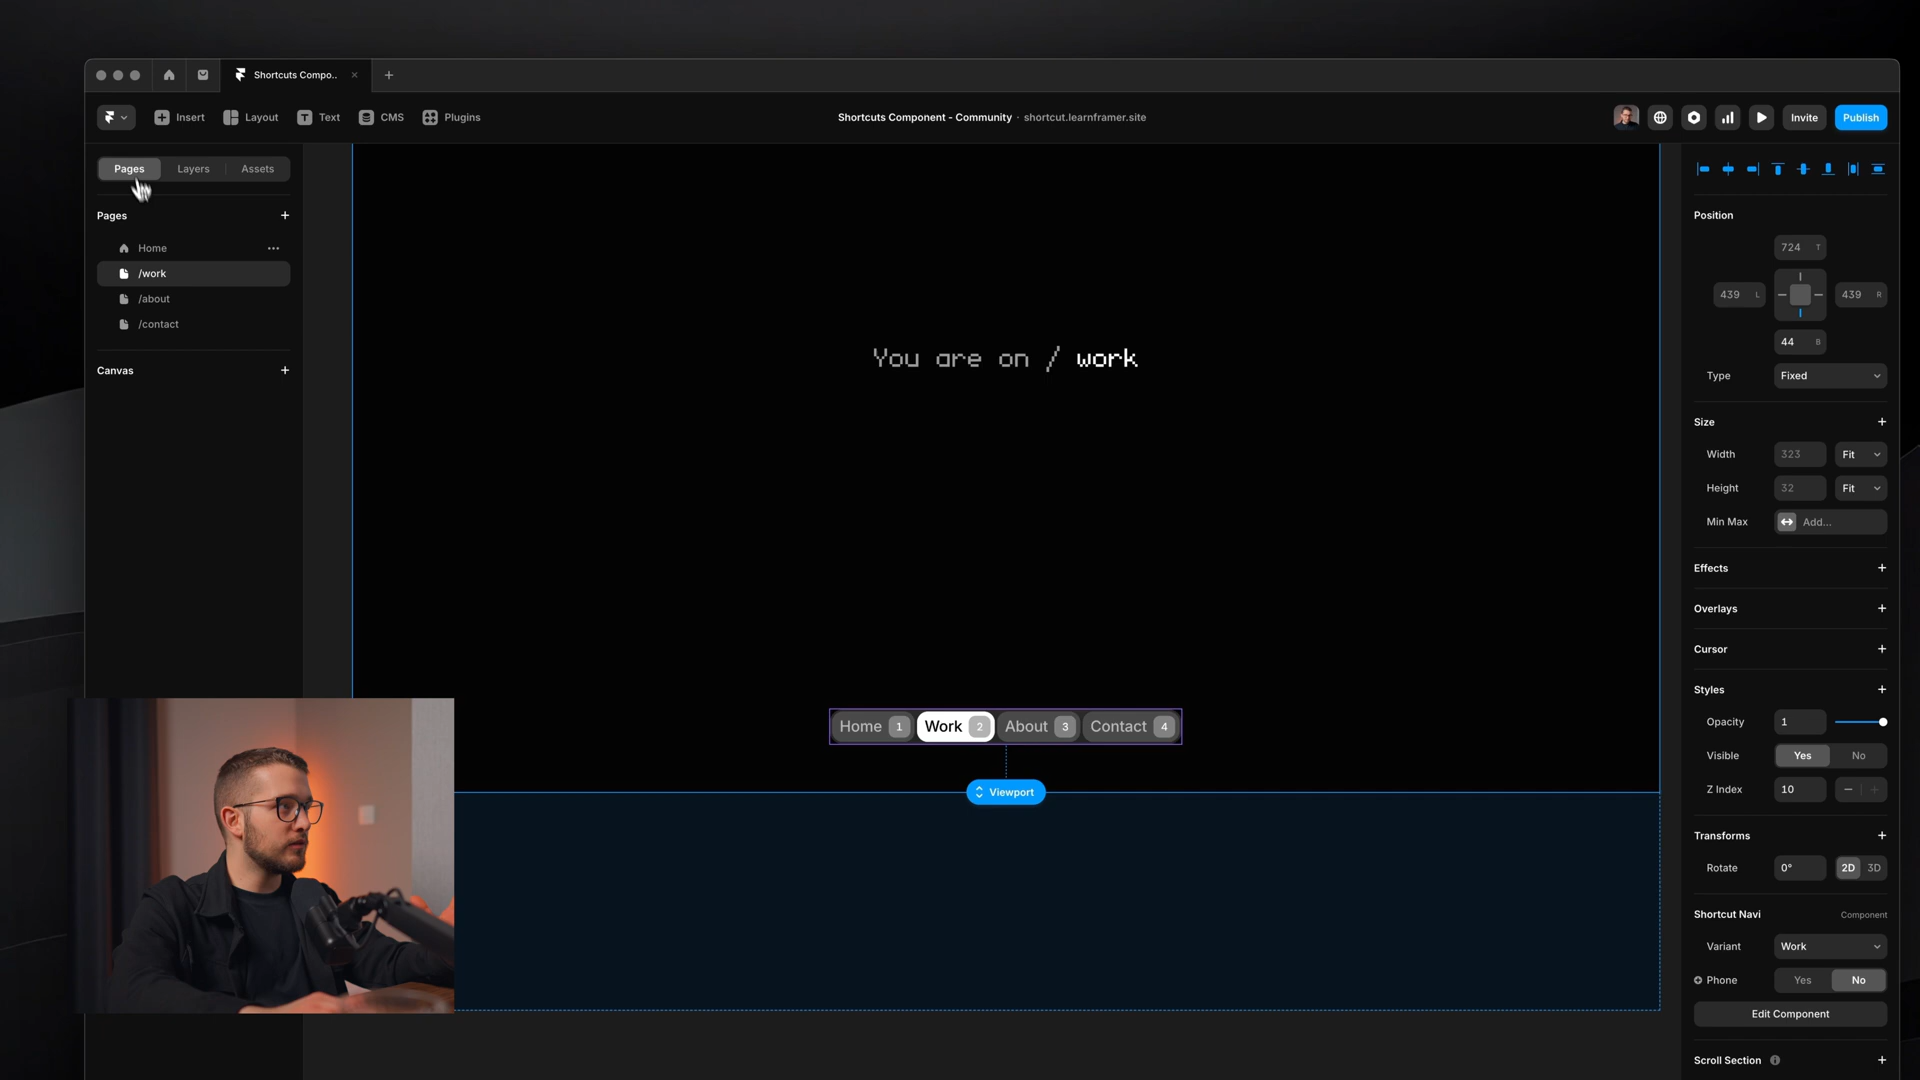 Shortcuts Compo..
Insert
Layout
Text
CMS
Plugins
Shortcuts Component - Community · shortcut.learnframer.site
Invite
Publish
Pages
Layers
Assets
Pages
Home
/work
/about
/contact
Canvas
You are on / work
Home 1
Work 2
About 3
Contact 4
Viewport
Position
724 T
439 L
439 R
44 B
Type Fixed
Size
Width 323 Fit
Height 32 Fit
Min Max Add...
Effects
Overlays
Cursor
Styles
Opacity 1
Visible Yes No
Z Index 10
Transforms
Rotate 0° 2D 3D
Shortcut Navi Component
Variant Work
Phone Yes No
Edit Component
Scroll Section